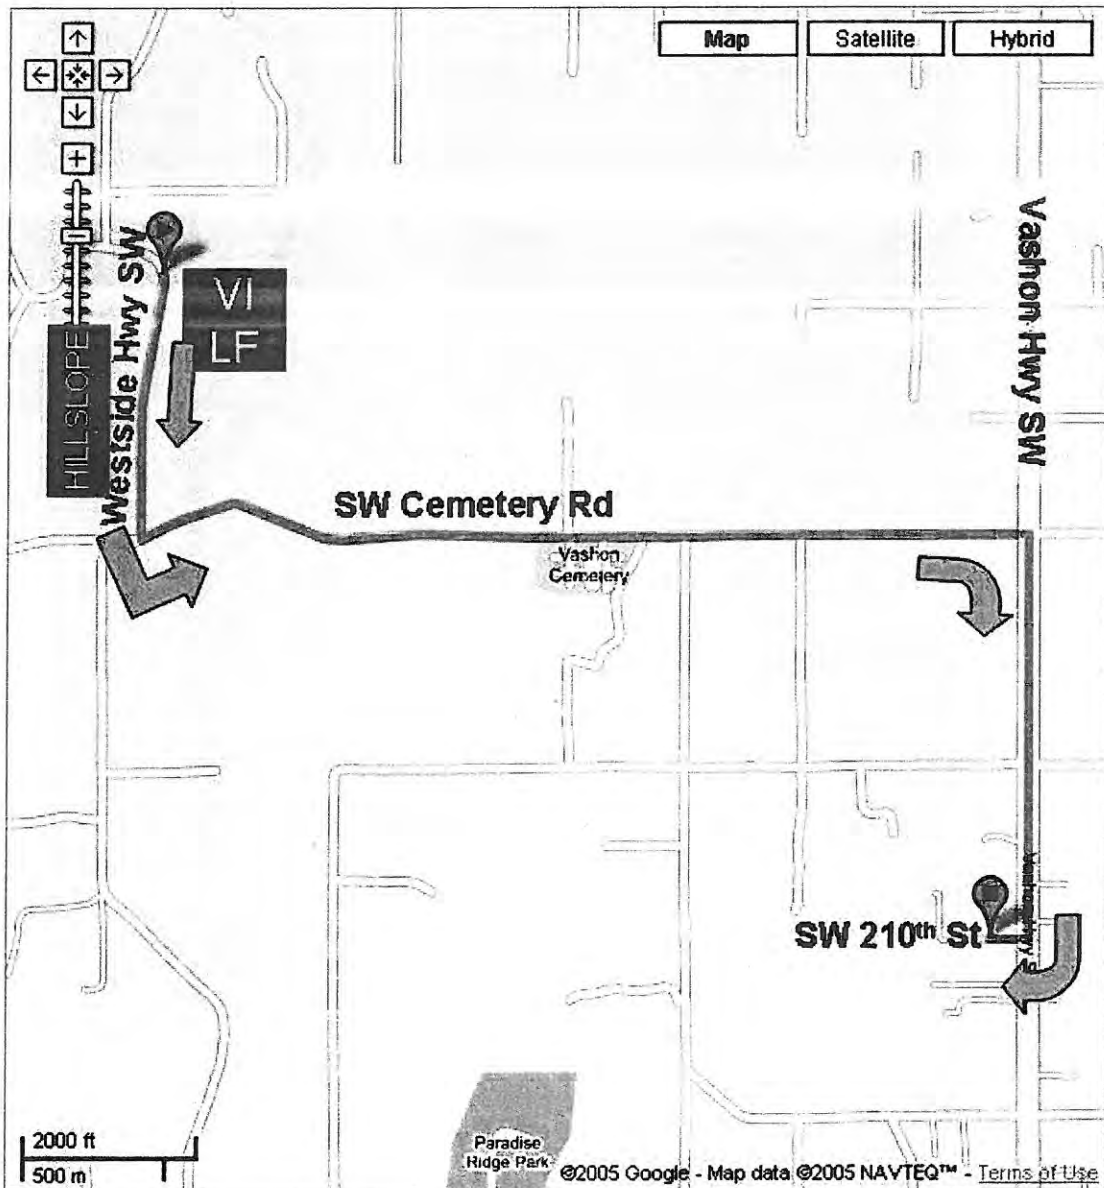 Map
Satellite
Hybrid
Vashon Hwy SW
Westside Hwy SW
VI
LF
HILLSLOPE
SW Cemetery Rd
Vashon
Cemetery
SW 210th St
2000 ft
500 m
Paradise
Ridge Park
©2005 Google - Map data ©2005 NAVTEQ™ - Terms of Use